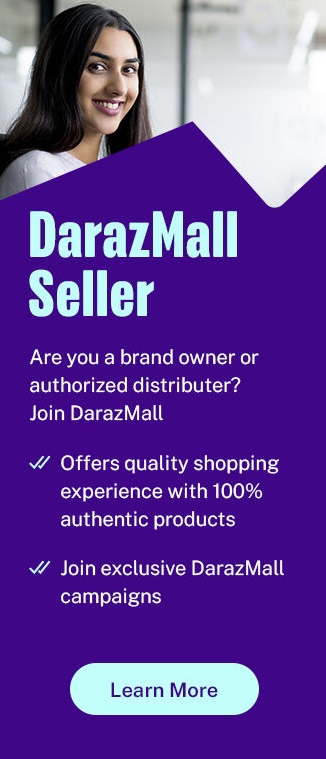 DarazMall
Seller
Are you a brand owner or
authorized distributer?
Join DarazMall
Offers quality shopping
experience with 100%
authentic products
Join exclusive DarazMall
campaigns
Learn More